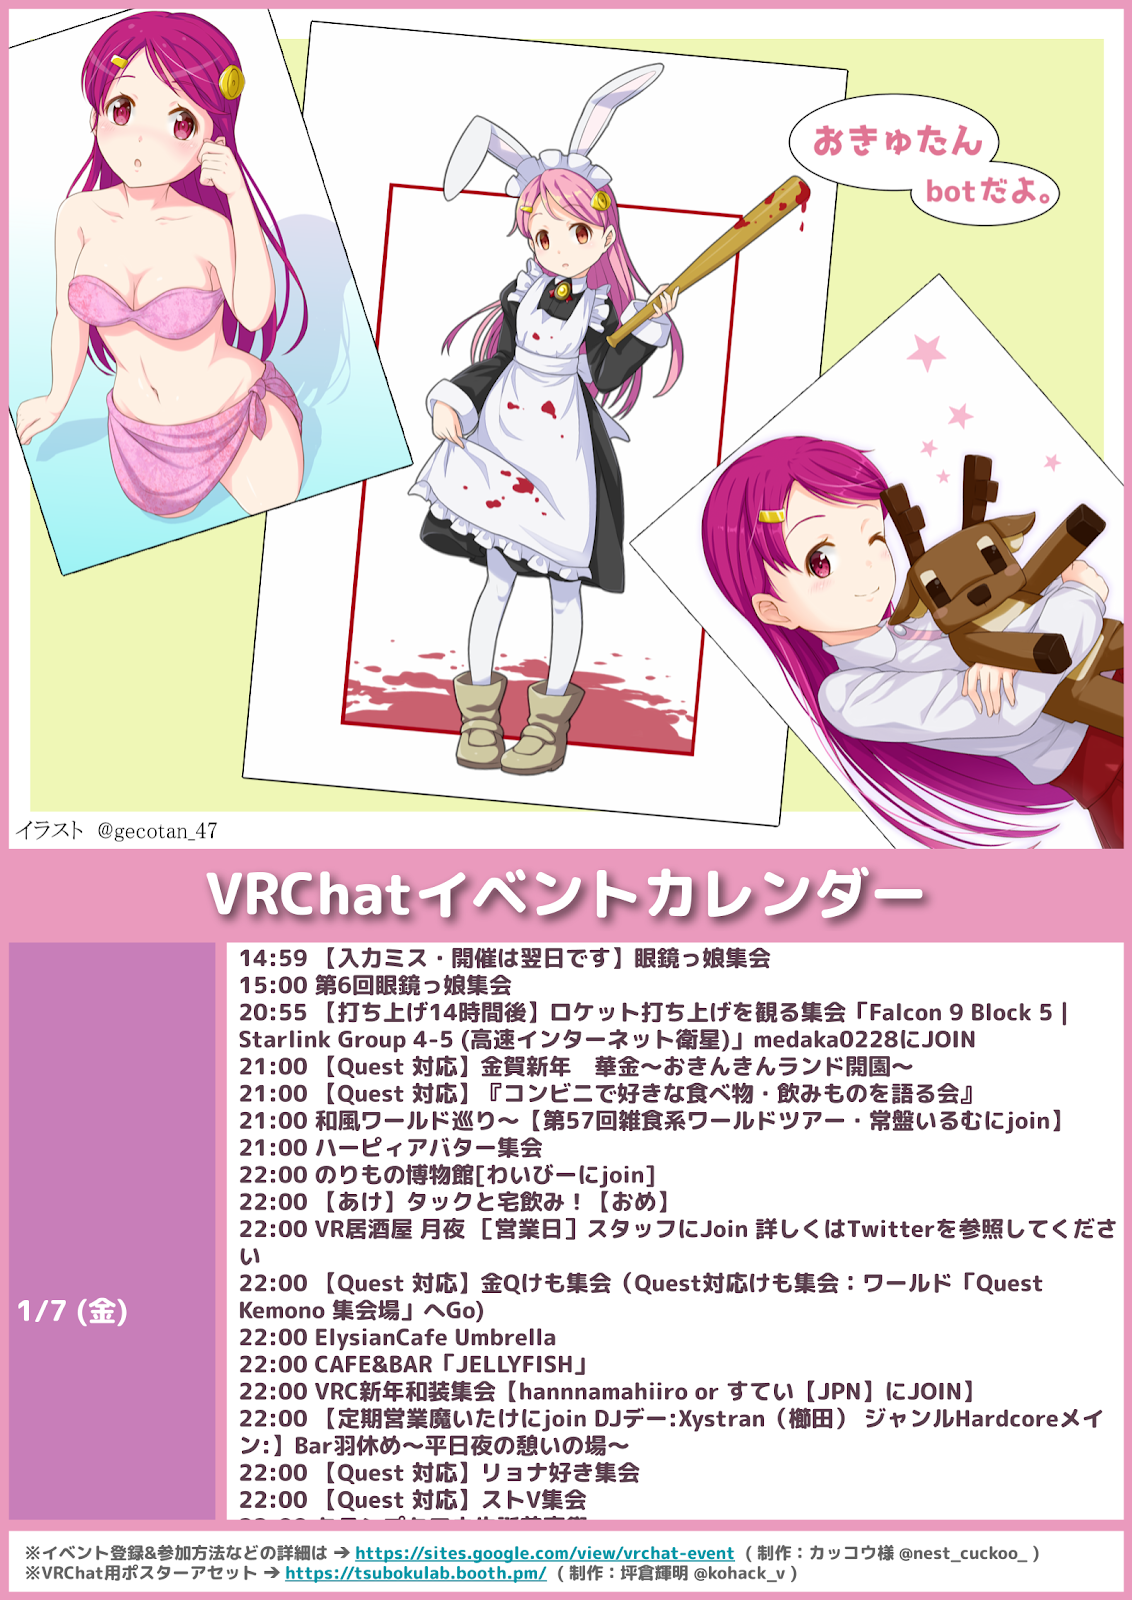 おきゅたん
botだよ。
イラスト @gecotan_47
VRChatイベントカレンダー
1/7 (金)
14:59 【入力ミス・開催は翌日です】眼鏡っ娘集会
15:00 第6回眼鏡っ娘集会
20:55 【打ち上げ14時間後】ロケット打ち上げを観る集会「Falcon 9 Block 5 |
Starlink Group 4-5 (高速インターネット衛星)」medaka0228にJOIN
21:00 【Quest 対応】金賀新年　華金～おきんきんランド開園～
21:00 【Quest 対応】『コンビニで好きな食べ物・飲みものを語る会』
21:00 和風ワールド巡り～【第57回雑食系ワールドツアー・常盤いるむにjoin】
21:00 ハーピィアバター集会
22:00 のりもの博物館[わいびーにjoin]
22:00 【あけ】タックと宅飲み！【おめ】
22:00 VR居酒屋 月夜 ［営業日］スタッフにJoin 詳しくはTwitterを参照してくださ
い
22:00 【Quest 対応】金Qけも集会（Quest対応けも集会：ワールド「Quest
Kemono 集会場」へGo)
22:00 ElysianCafe Umbrella
22:00 CAFE&BAR「JELLYFISH」
22:00 VRC新年和装集会【hannnamahiiro or すてい【JPN】にJOIN】
22:00 【定期営業魔いたけにjoin DJデー:Xystran（櫛田） ジャンルHardcoreメイ
ン:】Bar羽休め～平日夜の憩いの場～
22:00 【Quest 対応】リョナ好き集会
22:00 【Quest 対応】ストV集会
※イベント登録&参加方法などの詳細は → https://sites.google.com/view/vrchat-event （ 制作：カッコウ様 @nest_cuckoo_ ）
※VRChat用ポスターアセット → https://tsubokulab.booth.pm/ （ 制作：坪倉輝明 @kohack_v ）